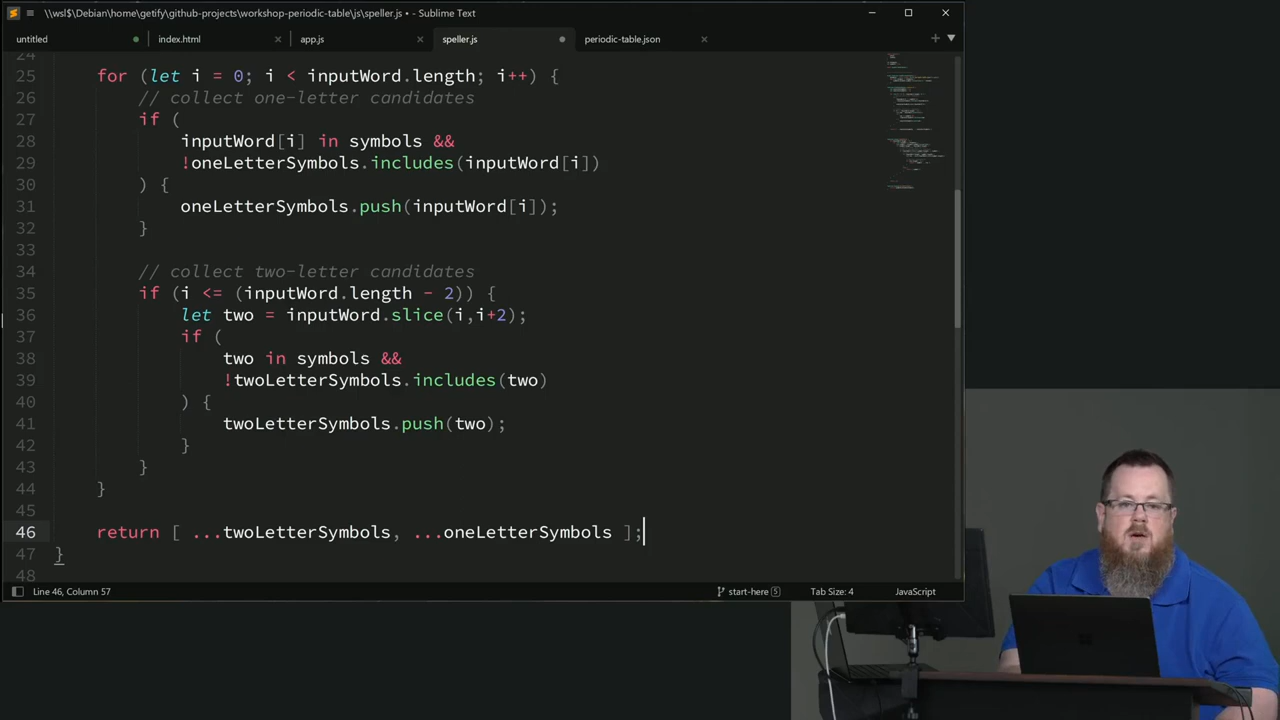 \\wsl$\Debian\home\getify\github-projects\workshop-periodic-table\js\speller.js • - Sublime Text
untitled index.html app.js speller.js periodic-table.json
24
25 for (let i = 0; i < inputWord.length; i++) {
26 // collect one-letter candidates
27 if (
28 inputWord[i] in symbols &&
29 !oneLetterSymbols.includes(inputWord[i])
30 ) {
31 oneLetterSymbols.push(inputWord[i]);
32 }
33
34 // collect two-letter candidates
35 if (i <= (inputWord.length - 2)) {
36 let two = inputWord.slice(i,i+2);
37 if (
38 two in symbols &&
39 !twoLetterSymbols.includes(two)
40 ) {
41 twoLetterSymbols.push(two);
42 }
43 }
44 }
45
46 return [ ...twoLetterSymbols, ...oneLetterSymbols ];
47 }
48
Line 46, Column 57 start-here 5 Tab Size: 4 JavaScript